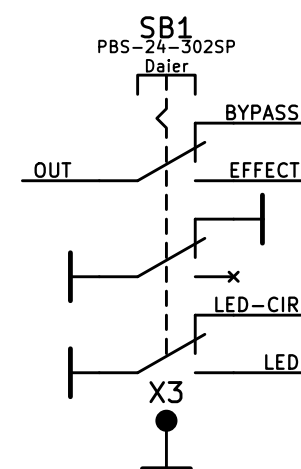 SB1
PBS-24-302SP
Daier
BYPASS
OUT
EFFECT
LED-CIR
LED
X3